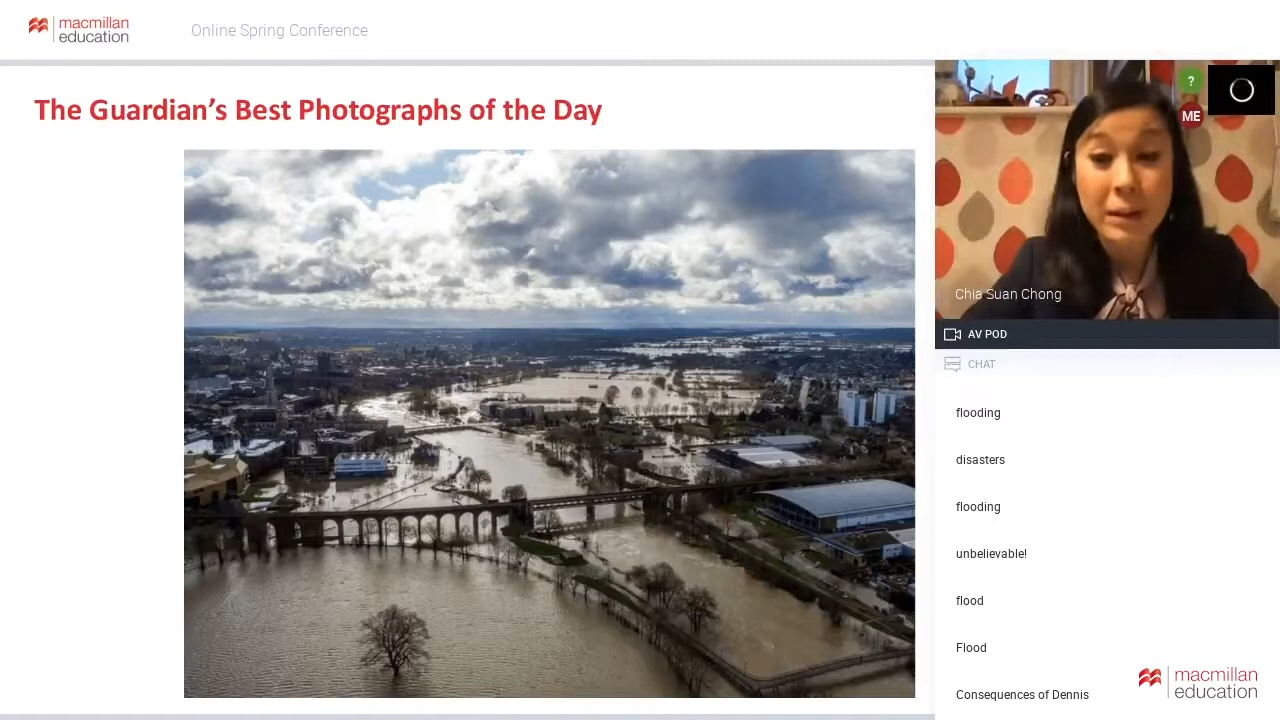 macmillan
education
Online Spring Conference
The Guardian’s Best Photographs of the Day
?
ME
Chia Suan Chong
AV POD
CHAT
flooding
disasters
flooding
unbelievable!
flood
Flood
Consequences of Dennis
macmillan
education